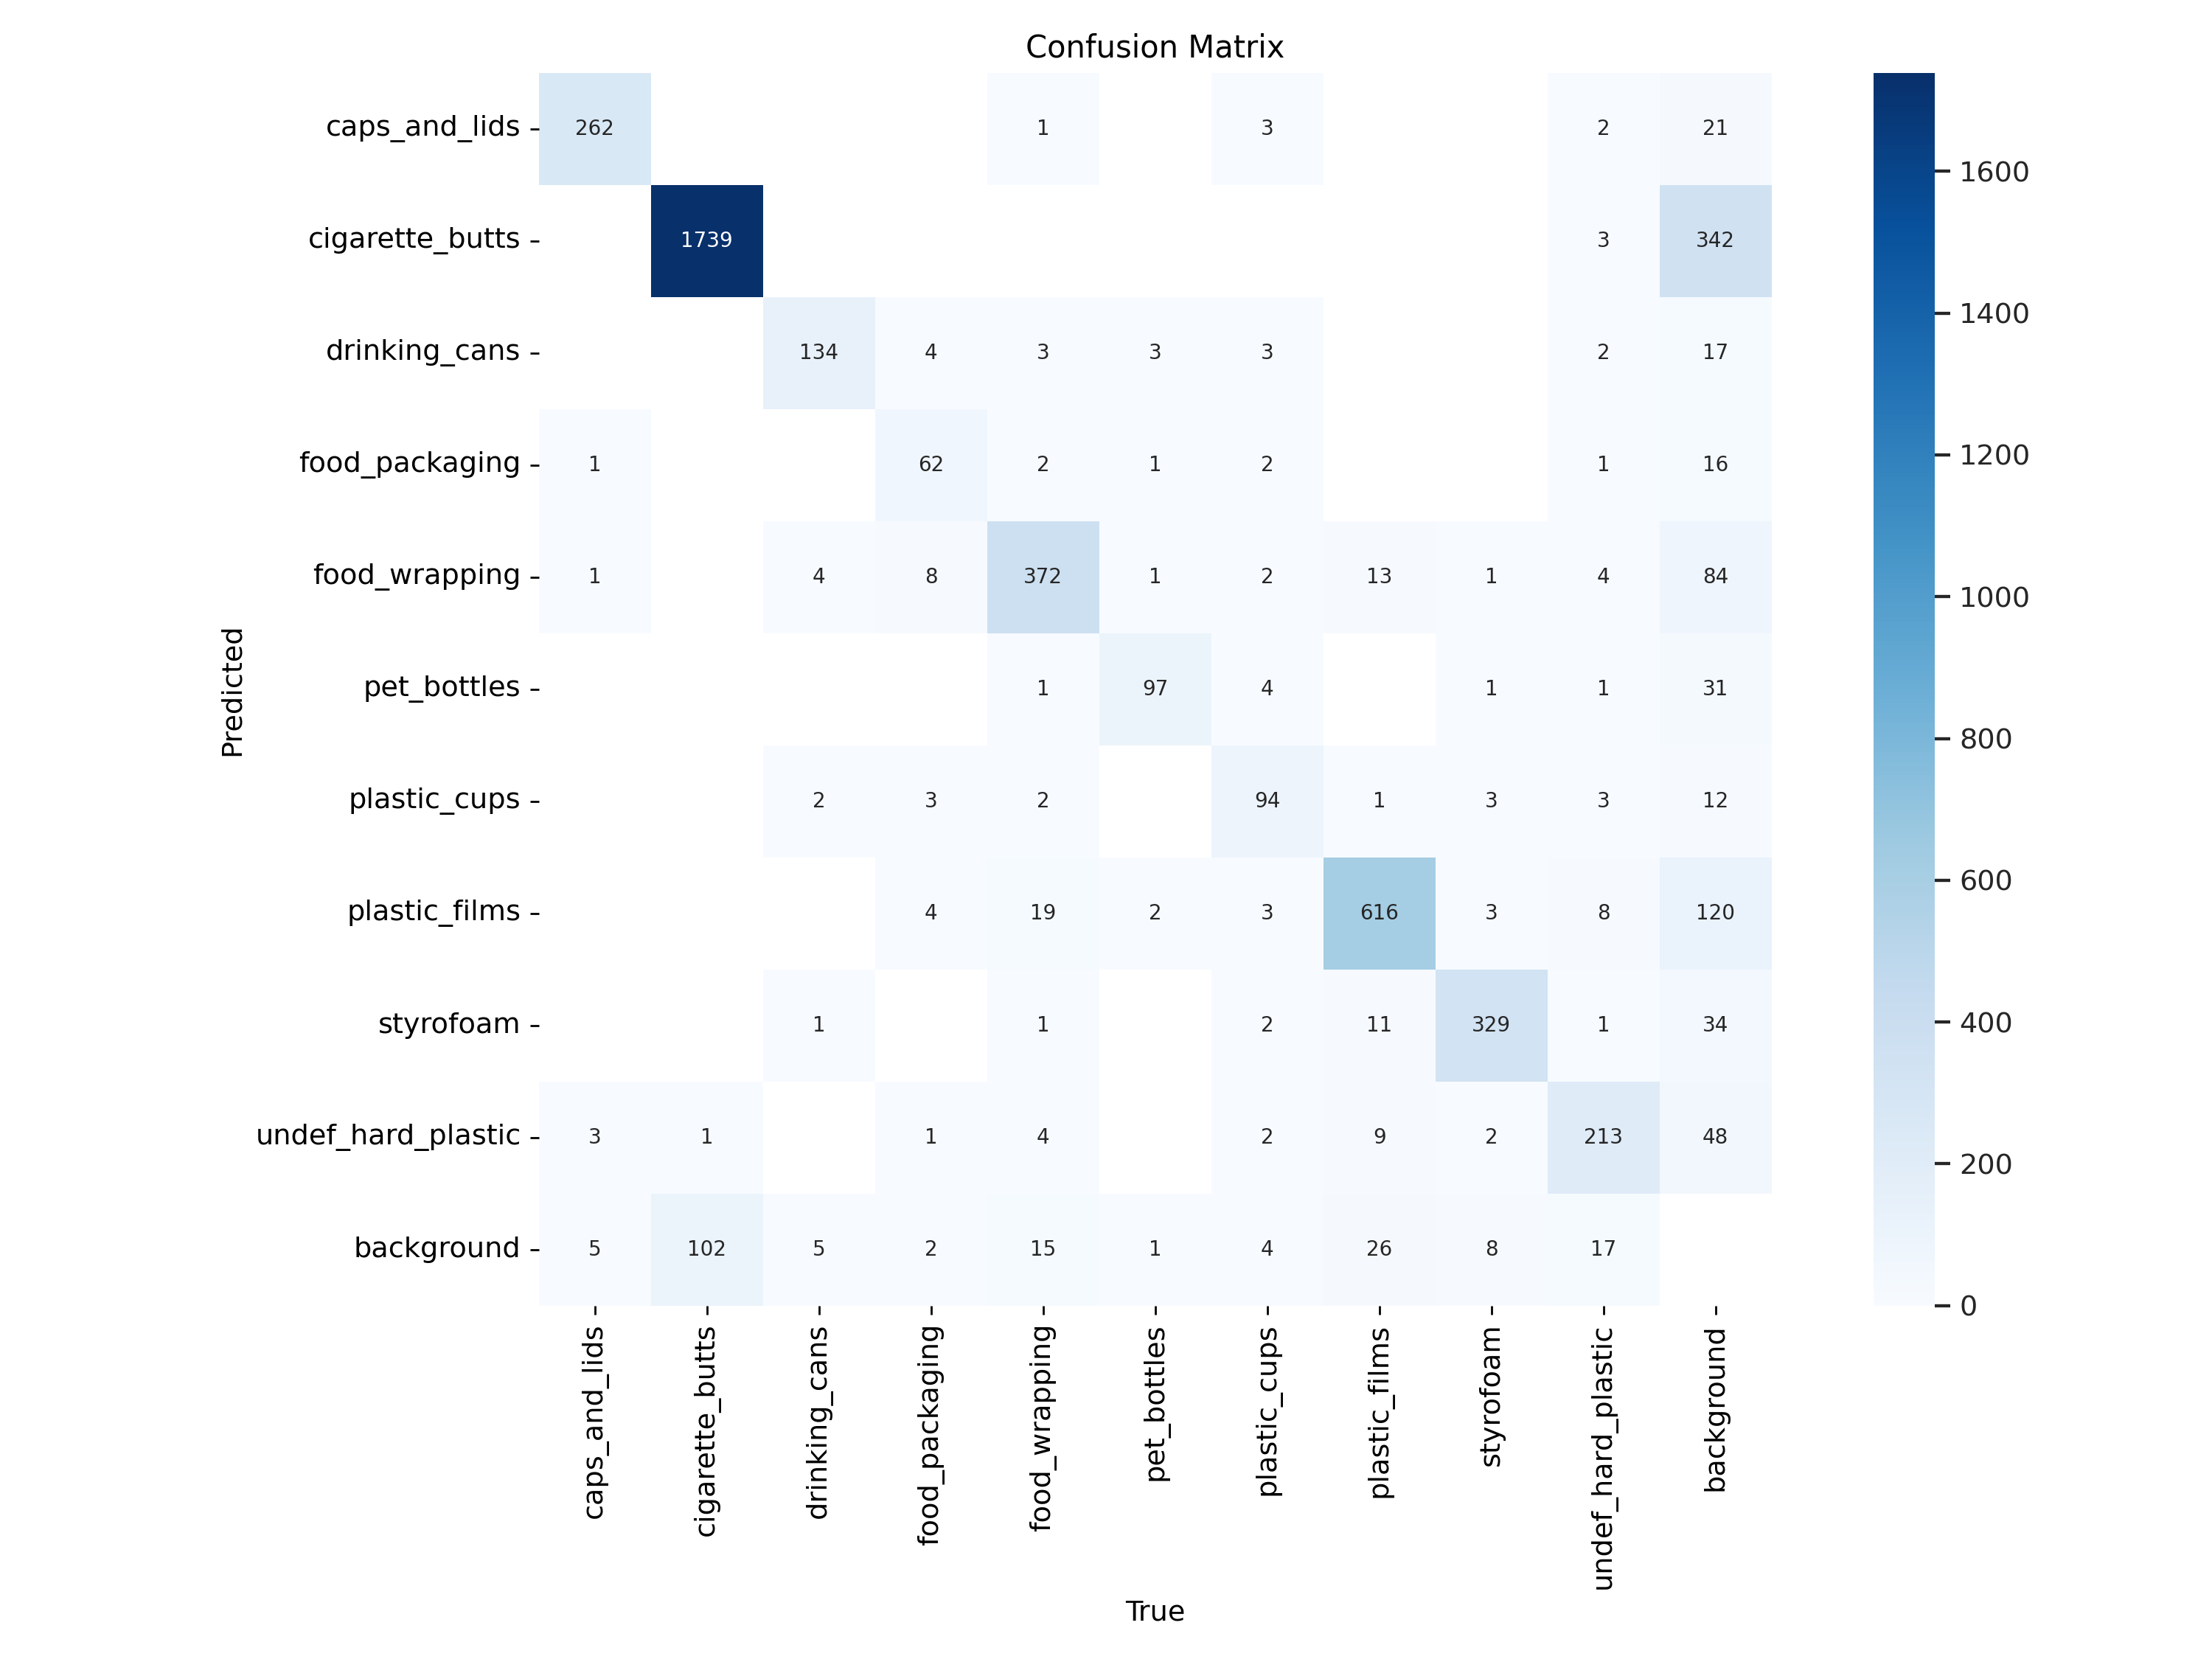 Confusion Matrix
caps_and_lids 262 1 3 2 21
cigarette_butts 1739 3 342
drinking_cans 134 4 3 3 3 2 17
food_packaging 1 62 2 1 2 1 16
food_wrapping 1 4 8 372 1 2 13 1 4 84
pet_bottles 1 97 4 1 1 31
plastic_cups 2 3 2 94 1 3 3 12
plastic_films 4 19 2 3 616 3 8 120
styrofoam 1 1 2 11 329 1 34
undef_hard_plastic 3 1 1 4 2 9 2 213 48
background 5 102 5 2 15 1 4 26 8 17
Predicted
caps_and_lids
cigarette_butts
drinking_cans
food_packaging
food_wrapping
pet_bottles
plastic_cups
plastic_films
styrofoam
undef_hard_plastic
background
True
1600
1400
1200
1000
800
600
400
200
0